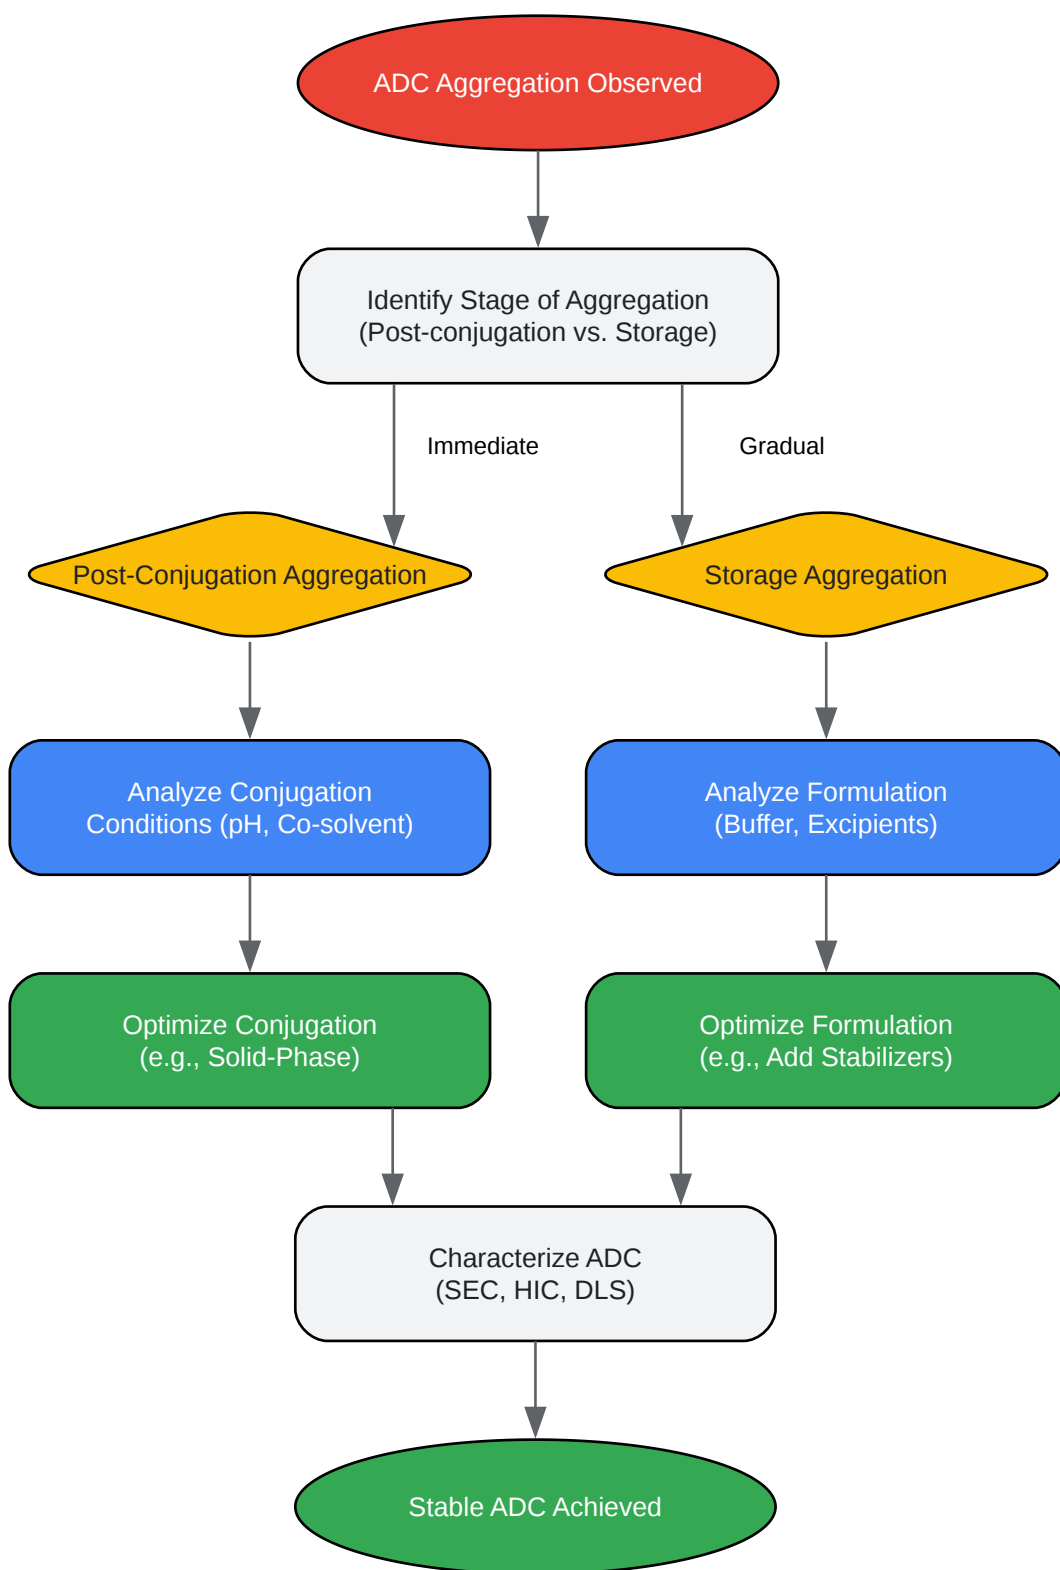 ADC Aggregation Observed
Identify Stage of Aggregation
(Post-conjugation vs. Storage)
Immediate
Gradual
Post-Conjugation Aggregation
Storage Aggregation
Analyze Conjugation
Conditions (pH, Co-solvent)
Analyze Formulation
(Buffer, Excipients)
Optimize Conjugation
(e.g., Solid-Phase)
Optimize Formulation
(e.g., Add Stabilizers)
Characterize ADC
(SEC, HIC, DLS)
Stable ADC Achieved